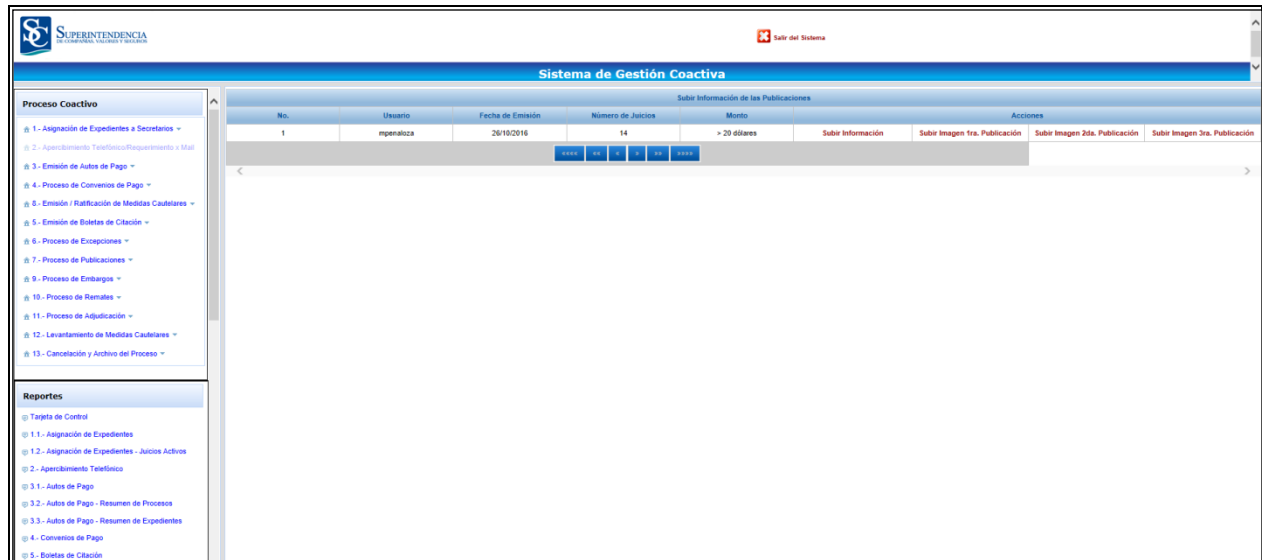 SC SUPERINTENDENCIA
DE COMPAÑÍAS, VALORES Y SEGUROS
Salir del Sistema
Sistema de Gestión Coactiva
Proceso Coactivo
1.- Asignación de Expedientes a Secretarios
2.- Apercibimiento Telefónico/Requerimiento x Mail
3.- Emisión de Autos de Pago
4.- Proceso de Convenios de Pago
8.- Emisión / Ratificación de Medidas Cautelares
5.- Emisión de Boletas de Citación
6.- Proceso de Excepciones
7.- Proceso de Publicaciones
9.- Proceso de Embargos
10.- Proceso de Remates
11.- Proceso de Adjudicación
12.- Levantamiento de Medidas Cautelares
13.- Cancelación y Archivo del Proceso
Reportes
Tarjeta de Control
1.1.- Asignación de Expedientes
1.2.- Asignación de Expedientes - Juicios Activos
2.- Apercibimiento Telefónico
3.1.- Autos de Pago
3.2.- Autos de Pago - Resumen de Procesos
3.3.- Autos de Pago - Resumen de Expedientes
4.- Convenios de Pago
5.- Boletas de Citación
Subir Información de las Publicaciones
No. Usuario Fecha de Emisión Número de Juicios Monto Acciones
1 mpenaloza 26/10/2016 14 > 20 dólares Subir Información Subir Imagen 1ra. Publicación Subir Imagen 2da. Publicación Subir Imagen 3ra. Publicación
<<<< << < > >> >>>>